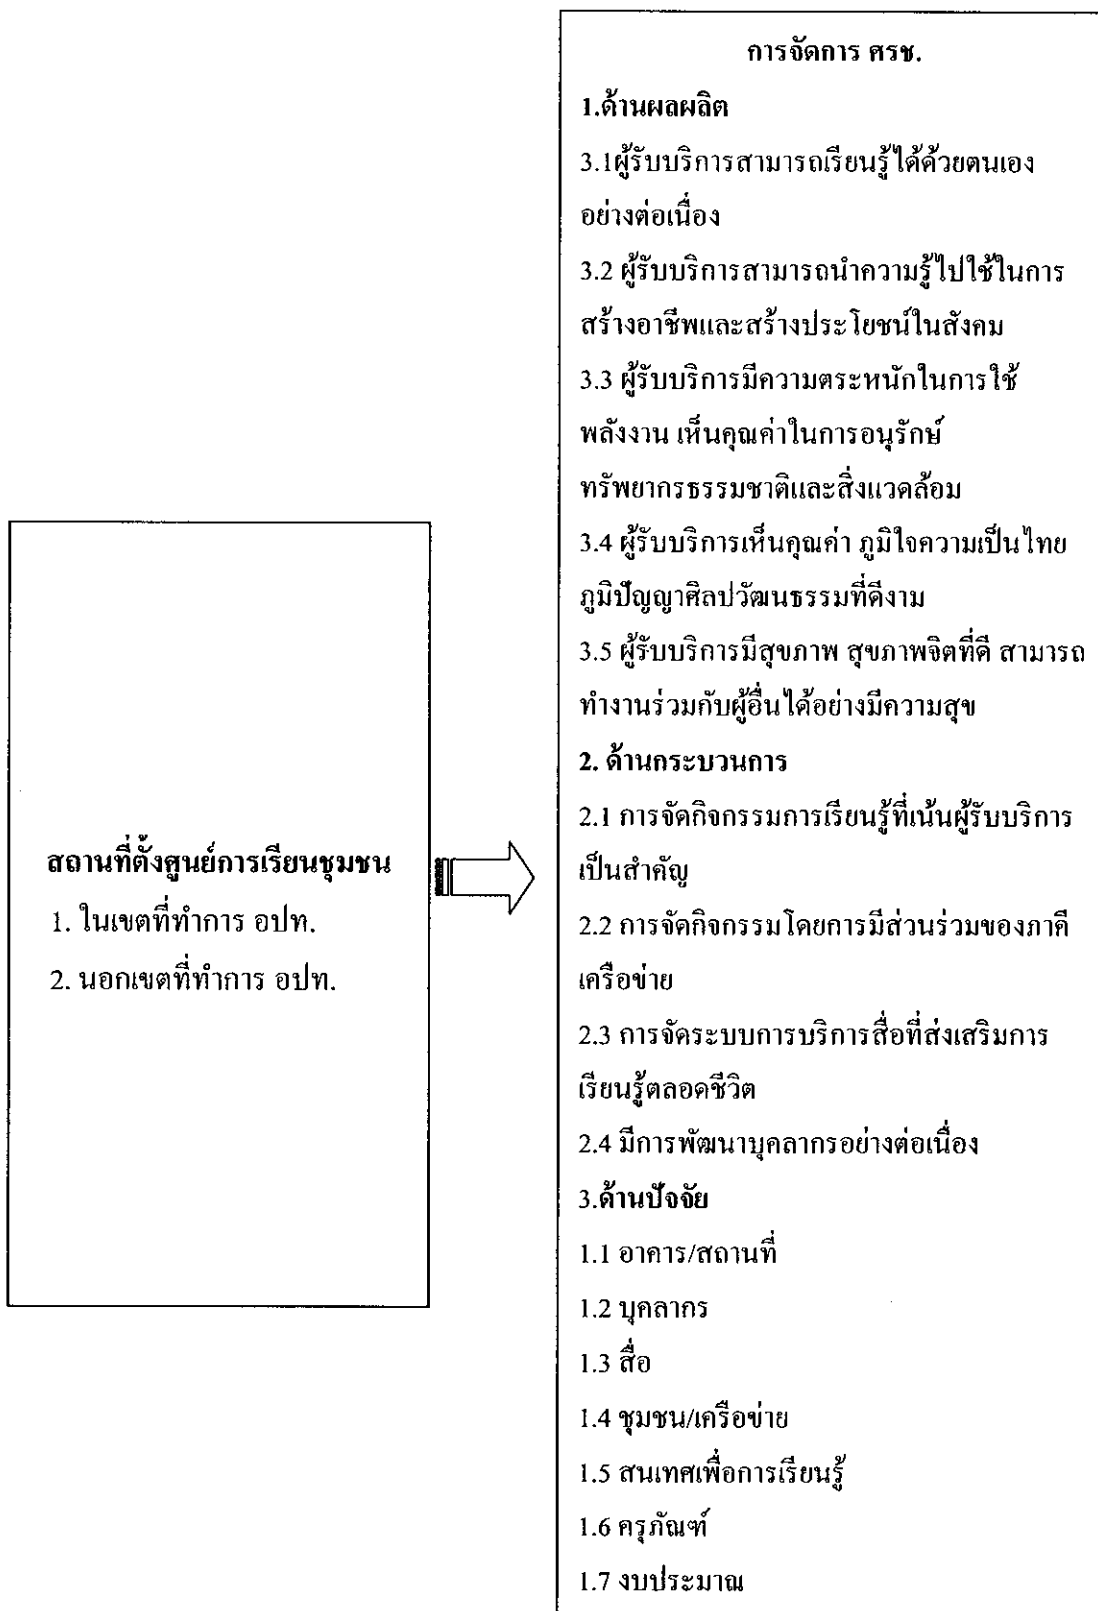 สถานที่ตั้งศูนย์การเรียนชุมชน
1. ในเขตที่ทำการ อปท.
2. นอกเขตที่ทำการ อปท.
การจัดการ ศรช.
1.ด้านผลผลิต
3.1ผู้รับบริการสามารถเรียนรู้ได้ด้วยตนเอง
อย่างต่อเนื่อง
3.2 ผู้รับบริการสามารถนำความรู้ไปใช้ในการ
สร้างอาชีพและสร้างประโยชน์ในสังคม
3.3 ผู้รับบริการมีความตระหนักในการใช้
พลังงาน เห็นคุณค่าในการอนุรักษ์
ทรัพยากรธรรมชาติและสิ่งแวดล้อม
3.4 ผู้รับบริการเห็นคุณค่า ภูมิใจความเป็นไทย
ภูมิปัญญาศิลปวัฒนธรรมที่ดีงาม
3.5 ผู้รับบริการมีสุขภาพ สุขภาพจิตที่ดี สามารถ
ทำงานร่วมกับผู้อื่นได้อย่างมีความสุข
2. ด้านกระบวนการ
2.1 การจัดกิจกรรมการเรียนรู้ที่เน้นผู้รับบริการ
เป็นสำคัญ
2.2 การจัดกิจกรรมโดยการมีส่วนร่วมของภาคี
เครือข่าย
2.3 การจัดระบบการบริการสื่อที่ส่งเสริมการ
เรียนรู้ตลอดชีวิต
2.4 มีการพัฒนาบุคลากรอย่างต่อเนื่อง
3.ด้านปัจจัย
1.1 อาคาร/สถานที่
1.2 บุคลากร
1.3 สื่อ
1.4 ชุมชน/เครือข่าย
1.5 สนเทศเพื่อการเรียนรู้
1.6 ครุภัณฑ์
1.7 งบประมาณ